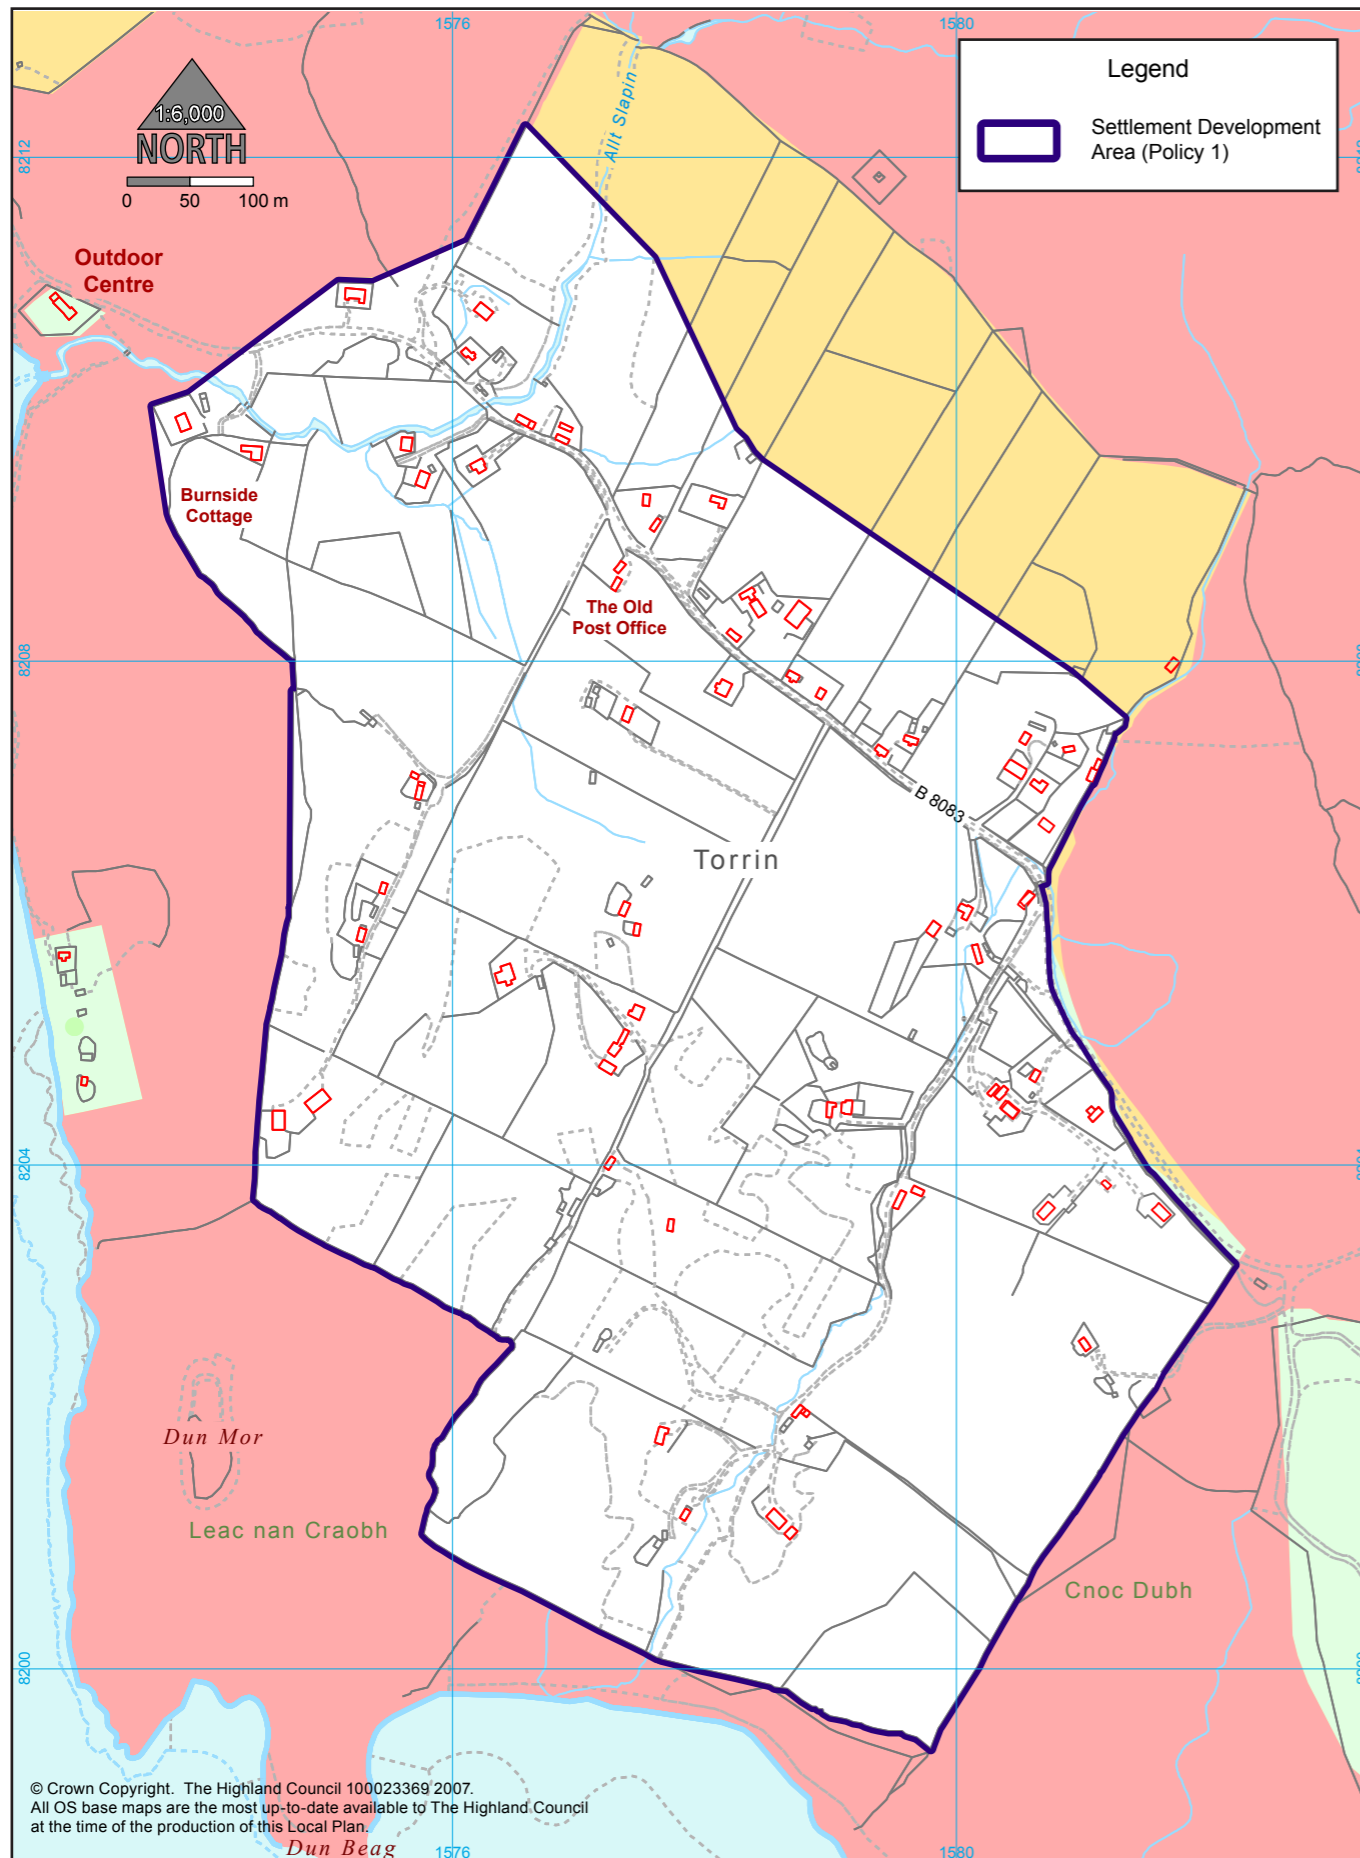 1576
1580
Legend
Settlement Development
Area (Policy 1)
1:6,000
NORTH
0 50 100 m
8212
Allt Slapin
Outdoor
Centre
Burnside
Cottage
The Old
Post Office
8208
B 8083
Torrin
8204
Dun Mor
Leac nan Craobh
Cnoc Dubh
8200
© Crown Copyright. The Highland Council 100023369 2007.
All OS base maps are the most up-to-date available to The Highland Council
at the time of the production of this Local Plan.
Dun Beag
1576
1580